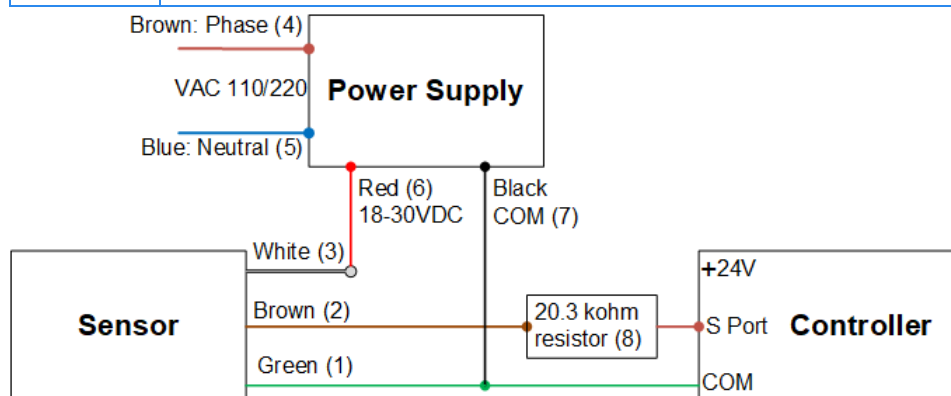 Brown: Phase (4)
VAC 110/220
Power Supply
Blue: Neutral (5)
Red (6)
18-30VDC
Black
COM (7)
White (3)
+24V
Sensor
Brown (2)
20.3 kohm
resistor (8)
S Port
Controller
Green (1)
COM